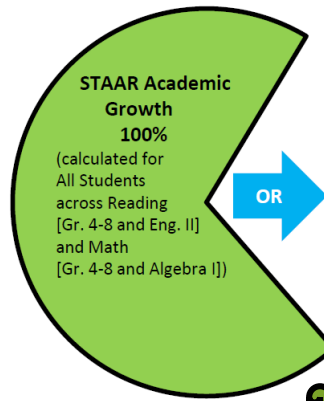 STAAR Academic
Growth
100%
(calculated for
All Students
across Reading
[Gr. 4-8 and Eng. II]
and Math
[Gr. 4-8 and Algebra I])
OR